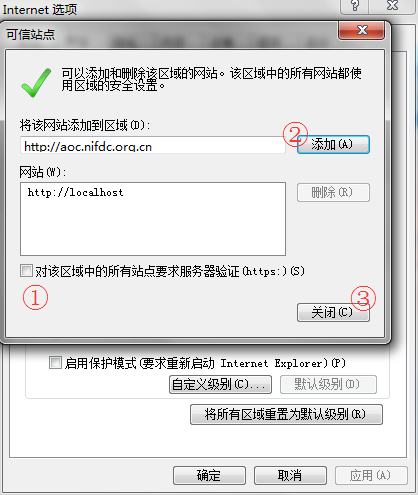 Internet 选项
可信站点
可以添加和删除该区域的网站。该区域中的所有网站都使
用区域的安全设置。
将该网站添加到区域(D):
②
http://aoc.nifdc.org.cn
添加(A)
网站(W):
http://localhost
删除(R)
对该区域中的所有站点要求服务器验证(https:)(S)
①
③
关闭(C)
启用保护模式(要求重新启动 Internet Explorer)(P)
自定义级别(C)...
默认级别(D)
将所有区域重置为默认级别(R)
确定
取消
应用(A)